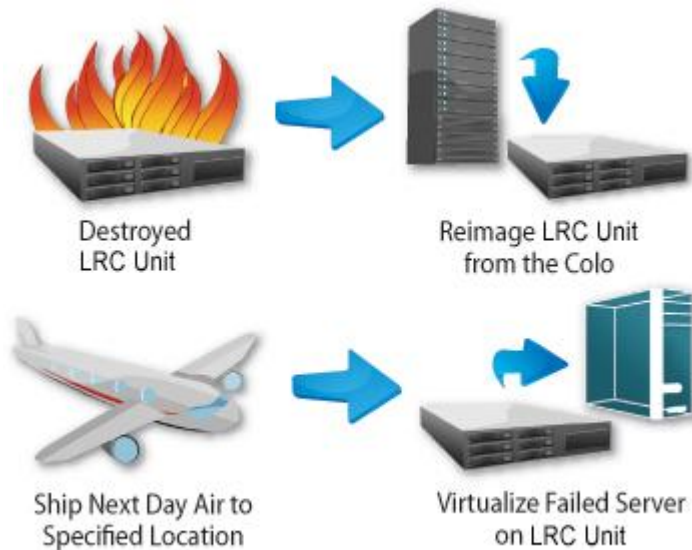 Destroyed
LRC Unit
Reimage LRC Unit
from the Colo
Ship Next Day Air to
Specified Location
Virtualize Failed Server
on LRC Unit